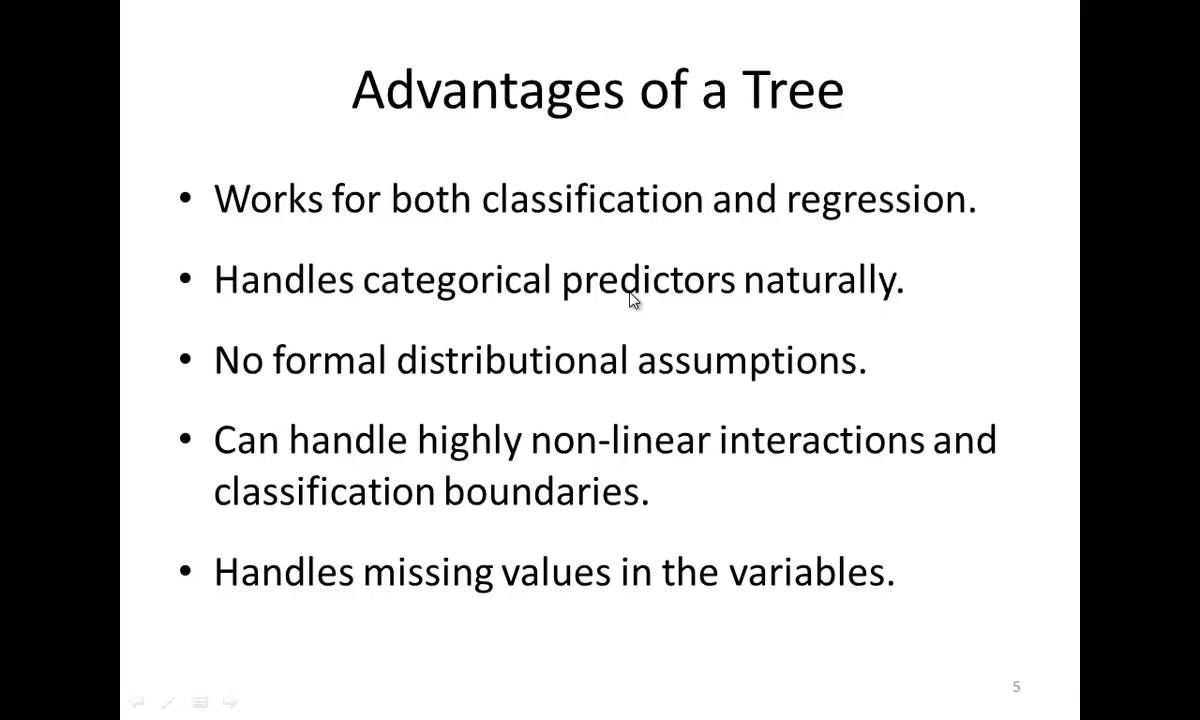 Advantages of a Tree
• Works for both classification and regression.
• Handles categorical predictors naturally.
• No formal distributional assumptions.
• Can handle highly non-linear interactions and
classification boundaries.
• Handles missing values in the variables.
5